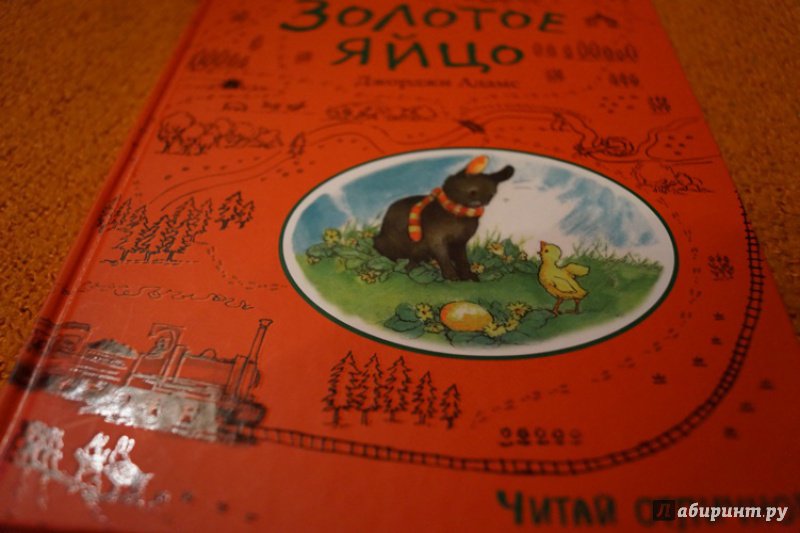 Золотое
яйцо
Джорджи Адамс
Читай
Лабиринт.ру